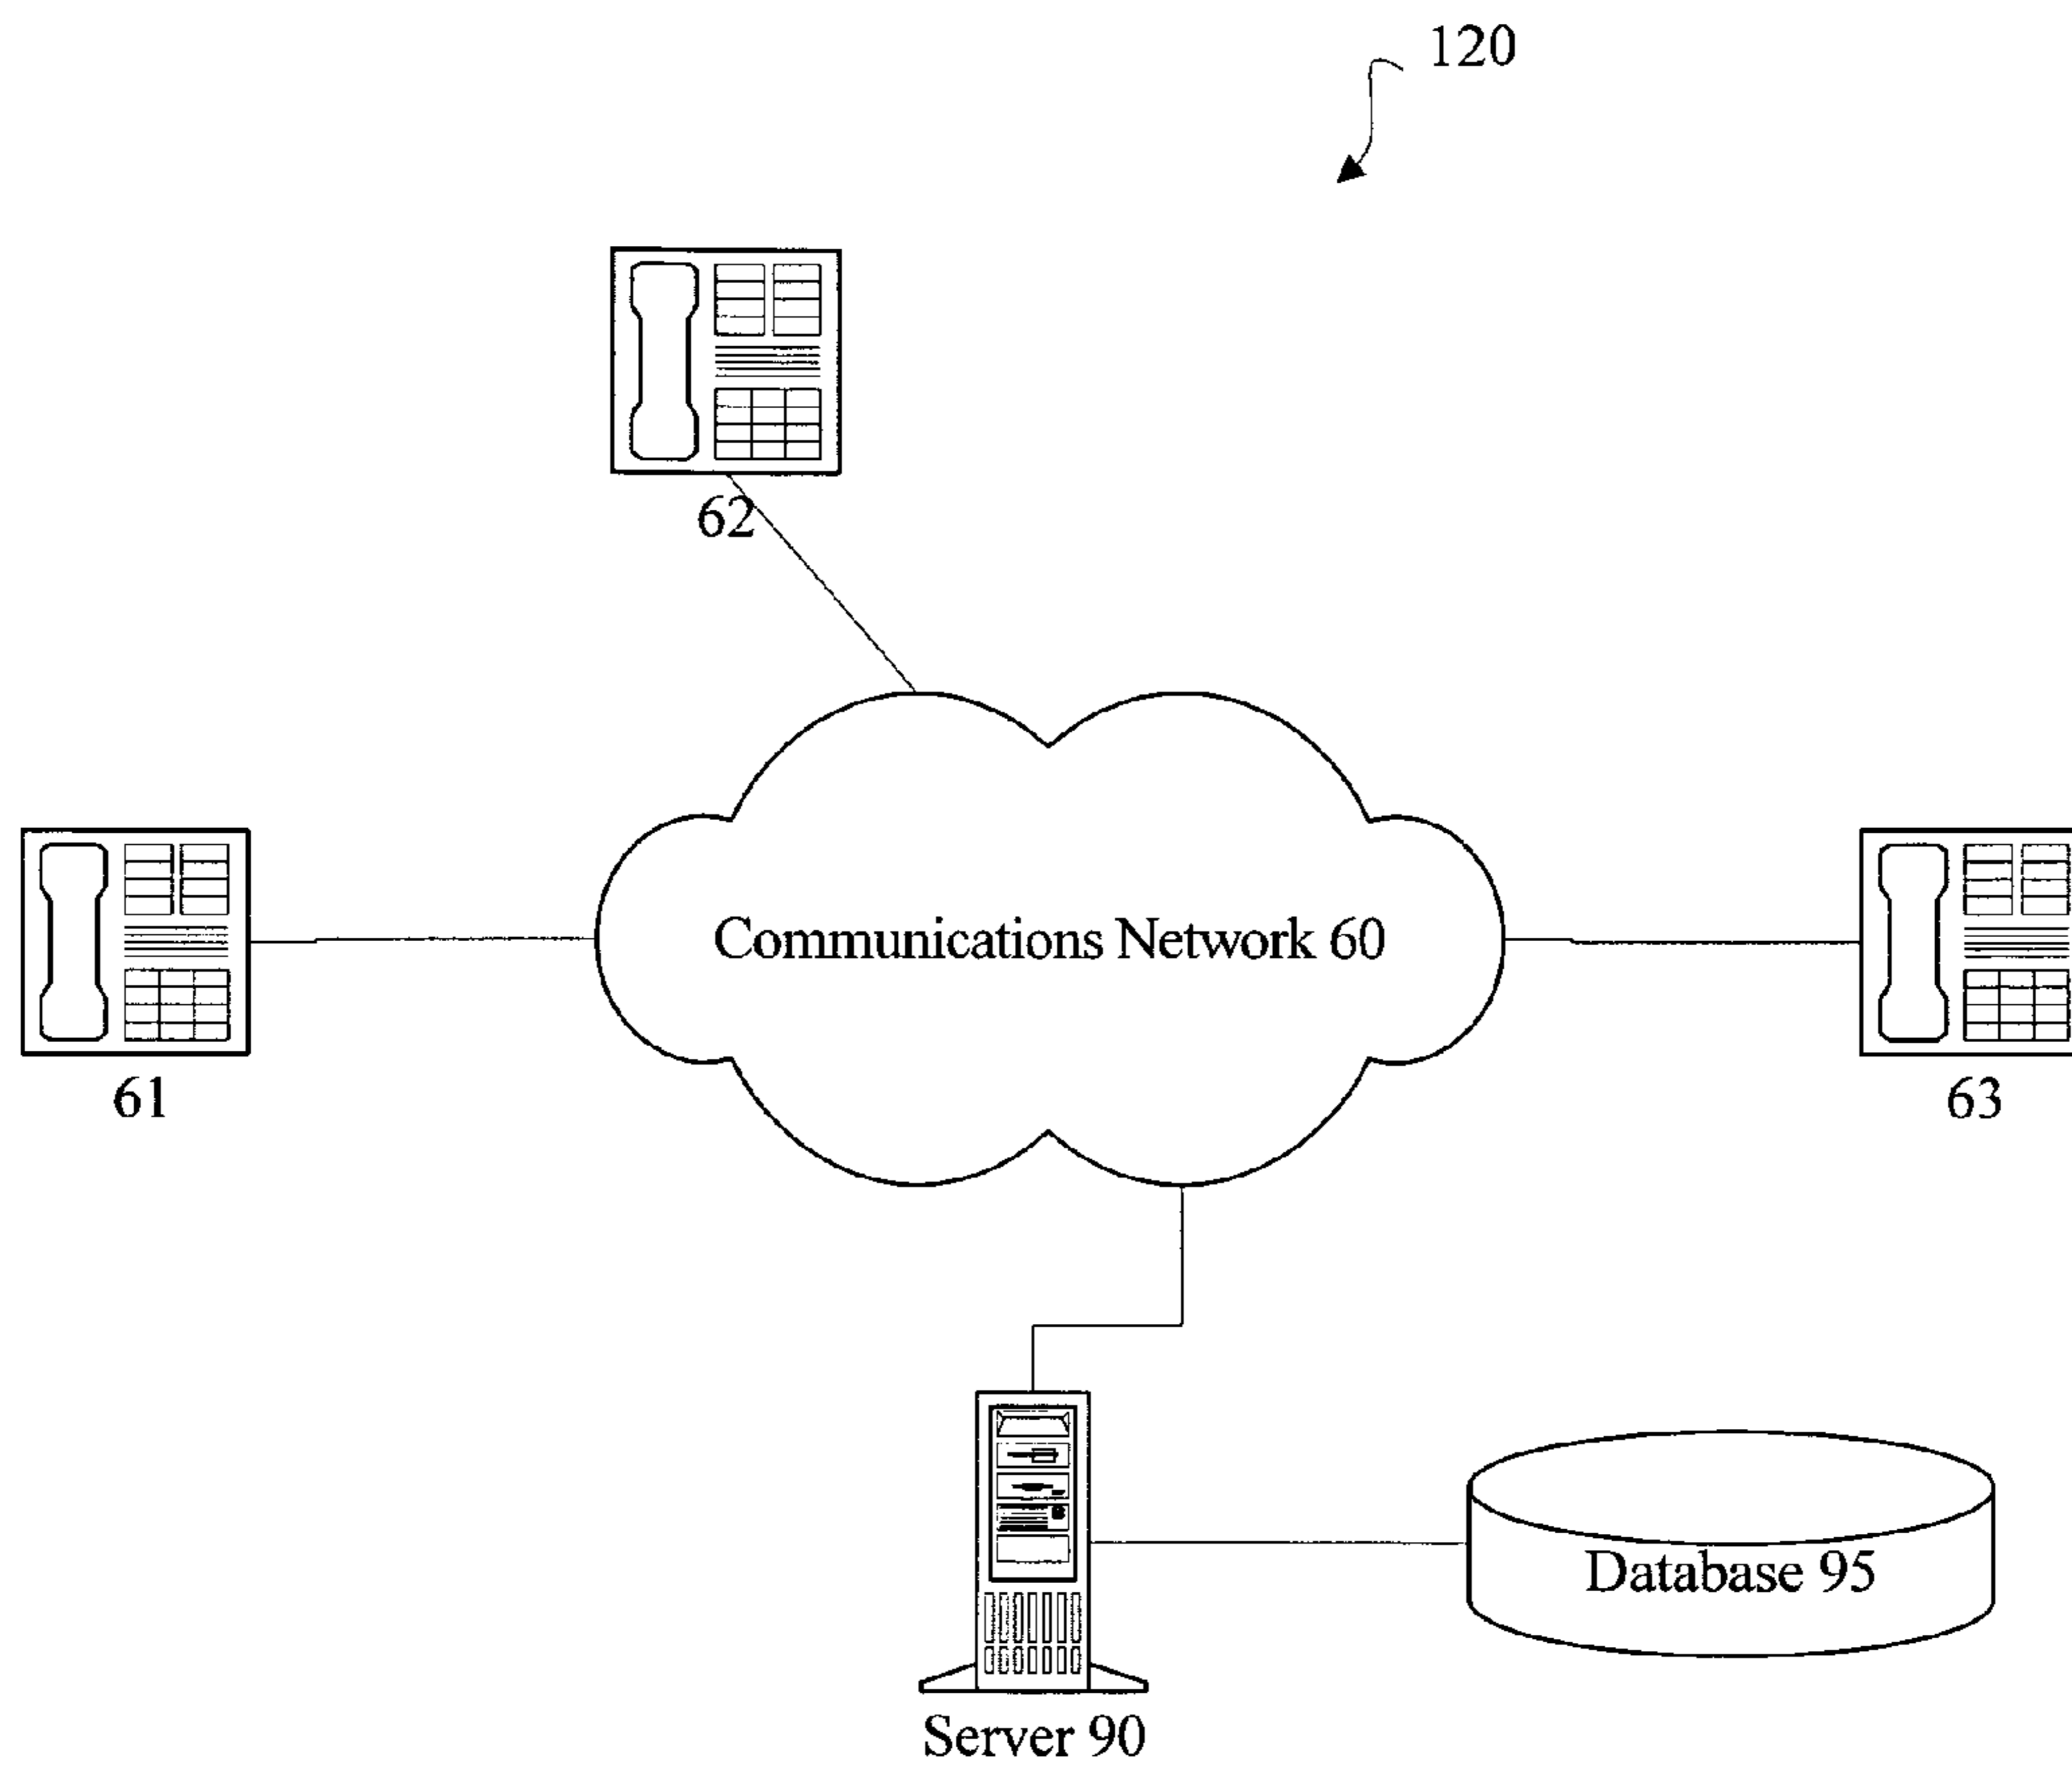 120
62
Communications Network 60
61
63
Database 95
Server 90